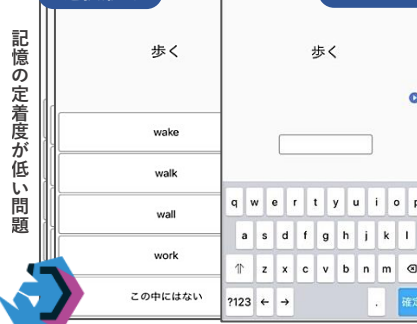 記憶の定着度が低い問題
歩く
wake
walk
wall
work
この中にはない
歩く
q w e r t y u i o p
a s d f g h j k l
z x c v b n m
?123 ← → .